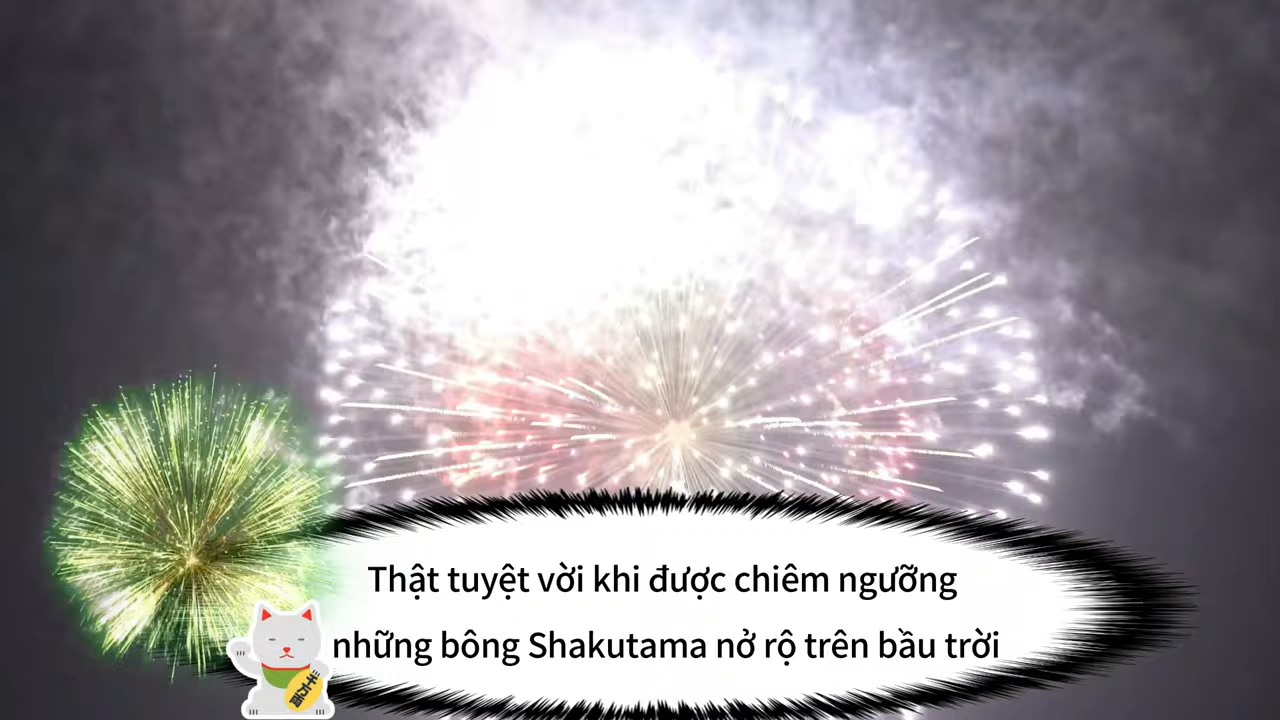 Thật tuyệt vời khi được chiêm ngưỡng
những bông Shakutama nở rộ trên bầu trời